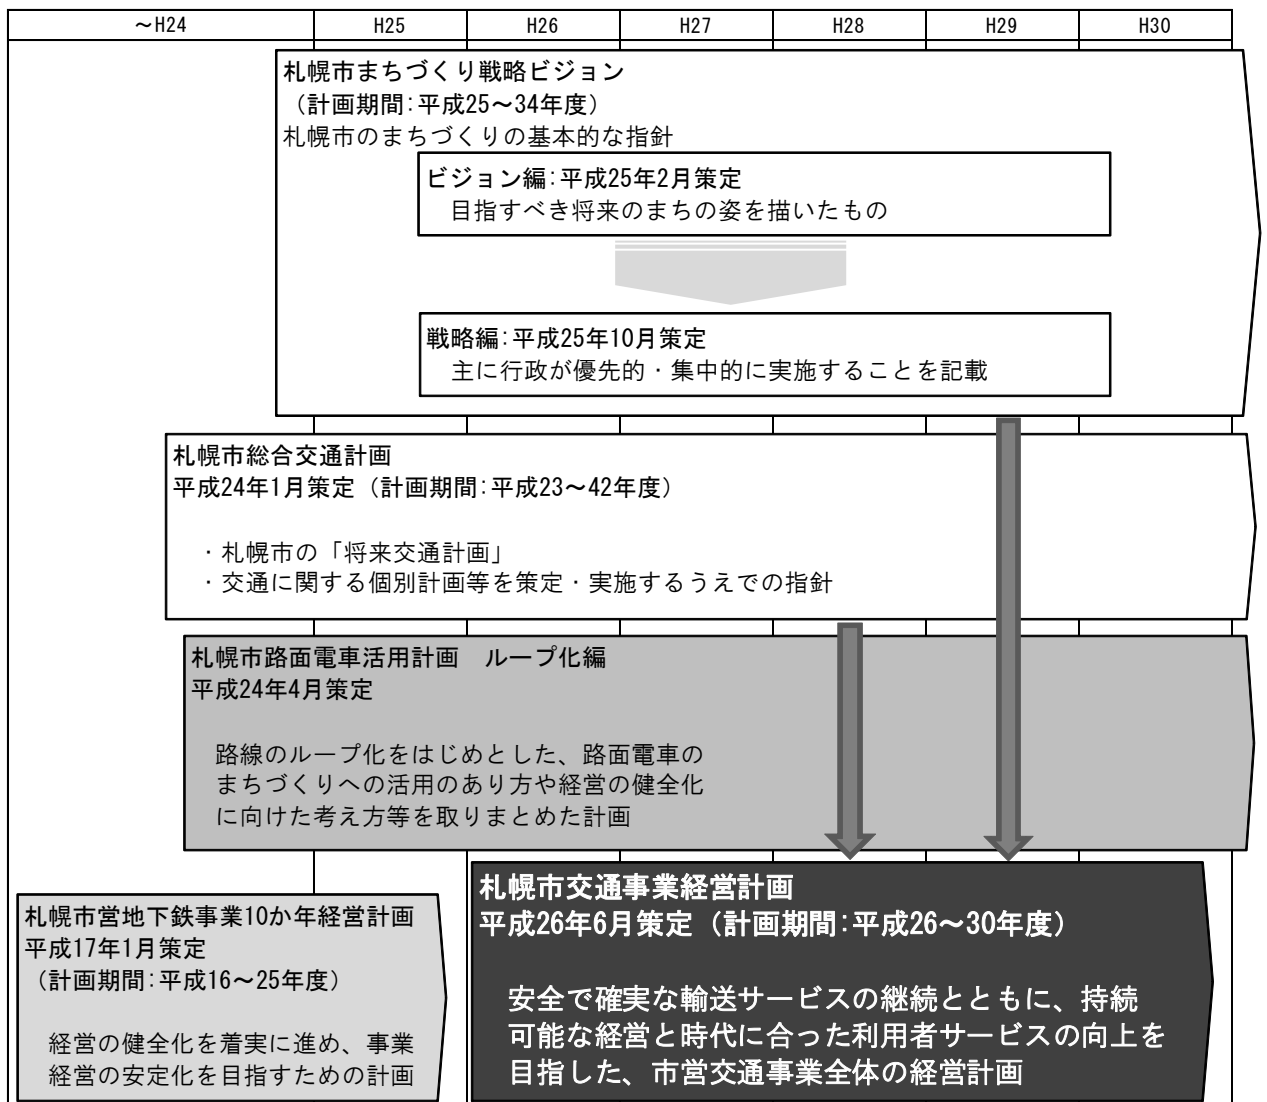 ～H24 H25 H26 H27 H28 H29 H30
札幌市まちづくり戦略ビジョン
（計画期間:平成25～34年度）
札幌市のまちづくりの基本的な指針
ビジョン編:平成25年2月策定
目指すべき将来のまちの姿を描いたもの
戦略編:平成25年10月策定
主に行政が優先的・集中的に実施することを記載
札幌市総合交通計画
平成24年1月策定（計画期間:平成23～42年度）
・札幌市の「将来交通計画」
・交通に関する個別計画等を策定・実施するうえでの指針
札幌市路面電車活用計画　ループ化編
平成24年4月策定
路線のループ化をはじめとした、路面電車の
まちづくりへの活用のあり方や経営の健全化
に向けた考え方等を取りまとめた計画
札幌市営地下鉄事業10か年経営計画
平成17年1月策定
（計画期間:平成16～25年度）
経営の健全化を着実に進め、事業
経営の安定化を目指すための計画
札幌市交通事業経営計画
平成26年6月策定（計画期間:平成26～30年度）
安全で確実な輸送サービスの継続とともに、持続
可能な経営と時代に合った利用者サービスの向上を
目指した、市営交通事業全体の経営計画